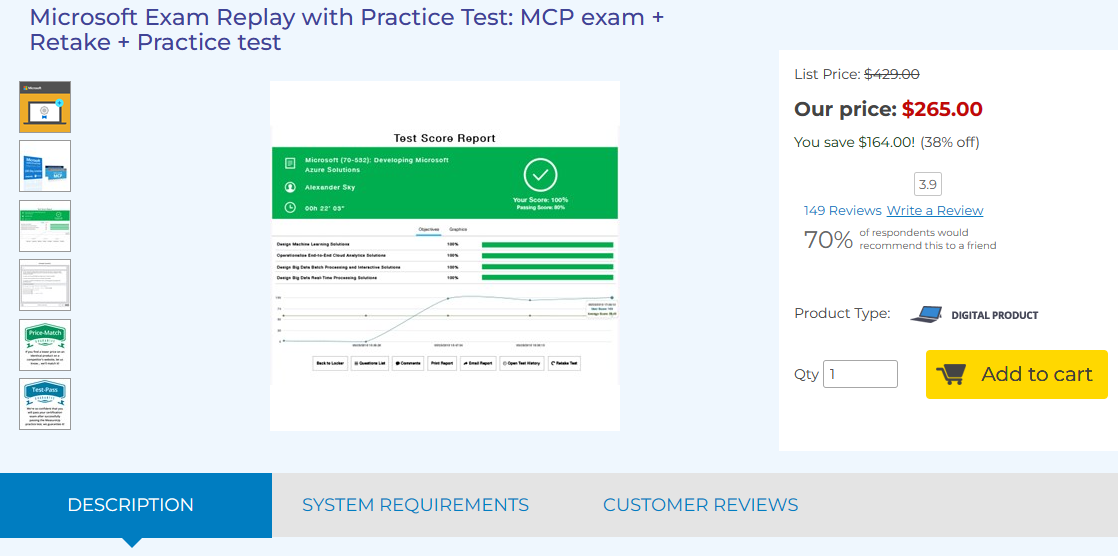 Microsoft Exam Replay with Practice Test: MCP exam +
Retake + Practice test
Microsoft
Price-Match
Test-Pass
Test Score Report
Microsoft (70-532): Developing Microsoft
Azure Solutions
Alexander Sky
00h 22' 05"
Your Score: 100%
Passing Score: 80%
Objectives Graphics
Design Machine Learning Solutions 100%
Operationalize End-to-End Cloud Analytics Solutions 100%
Design Big Data Batch Processing and Interactive Solutions 100%
Design Big Data Real-Time Processing Solutions 100%
Back to Locker Questions List Comments Print Report Email Report Open Test History Retake Test
List Price: $429.00
Our price: $265.00
You save $164.00! (38% off)
3.9
149 Reviews Write a Review
70% of respondents would
recommend this to a friend
Product Type: DIGITAL PRODUCT
Qty 1 Add to cart
DESCRIPTION SYSTEM REQUIREMENTS CUSTOMER REVIEWS